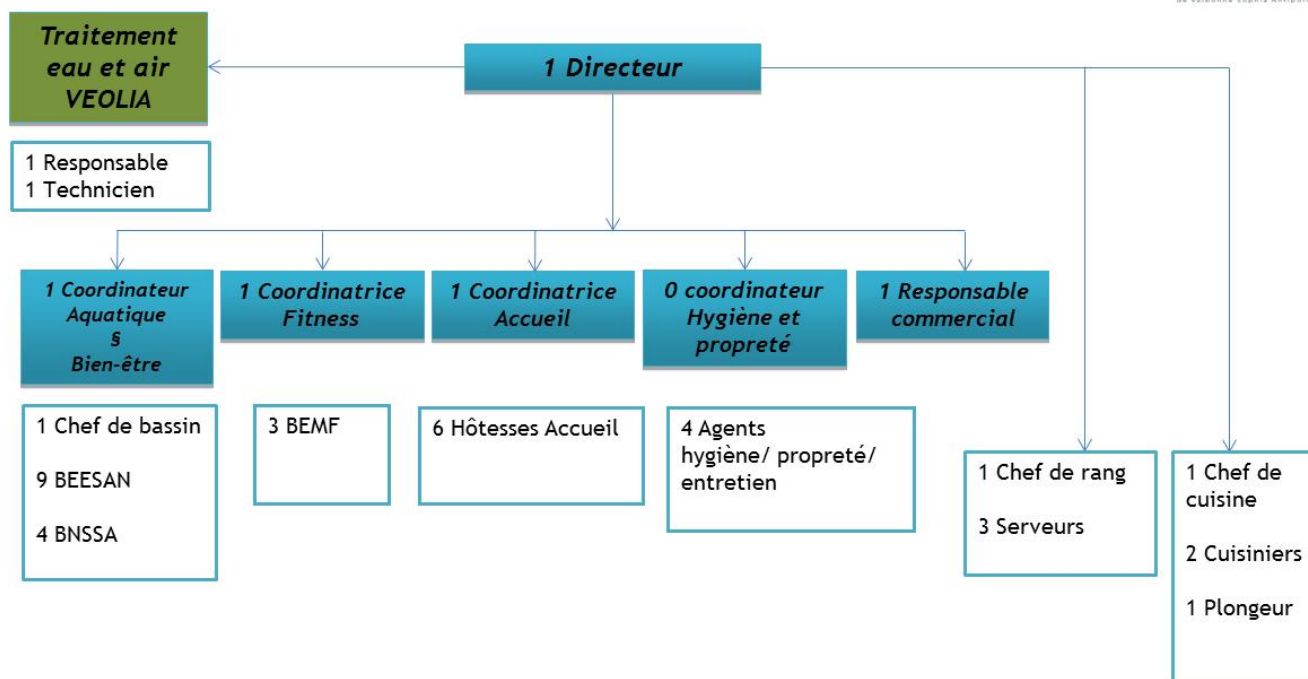 Traitement
eau et air
VEOLIA
1 Directeur
1 Responsable
1 Technicien
1 Coordinateur
Aquatique
§
Bien-être
1 Coordinatrice
Fitness
1 Coordinatrice
Accueil
0 coordinateur
Hygiène et
propreté
1 Responsable
commercial
1 Chef de bassin
9 BEESAN
4 BNSSA
3 BEMF
6 Hôtesses Accueil
4 Agents
hygiène/ propreté/
entretien
1 Chef de rang
3 Serveurs
1 Chef de
cuisine
2 Cuisiniers
1 Plongeur